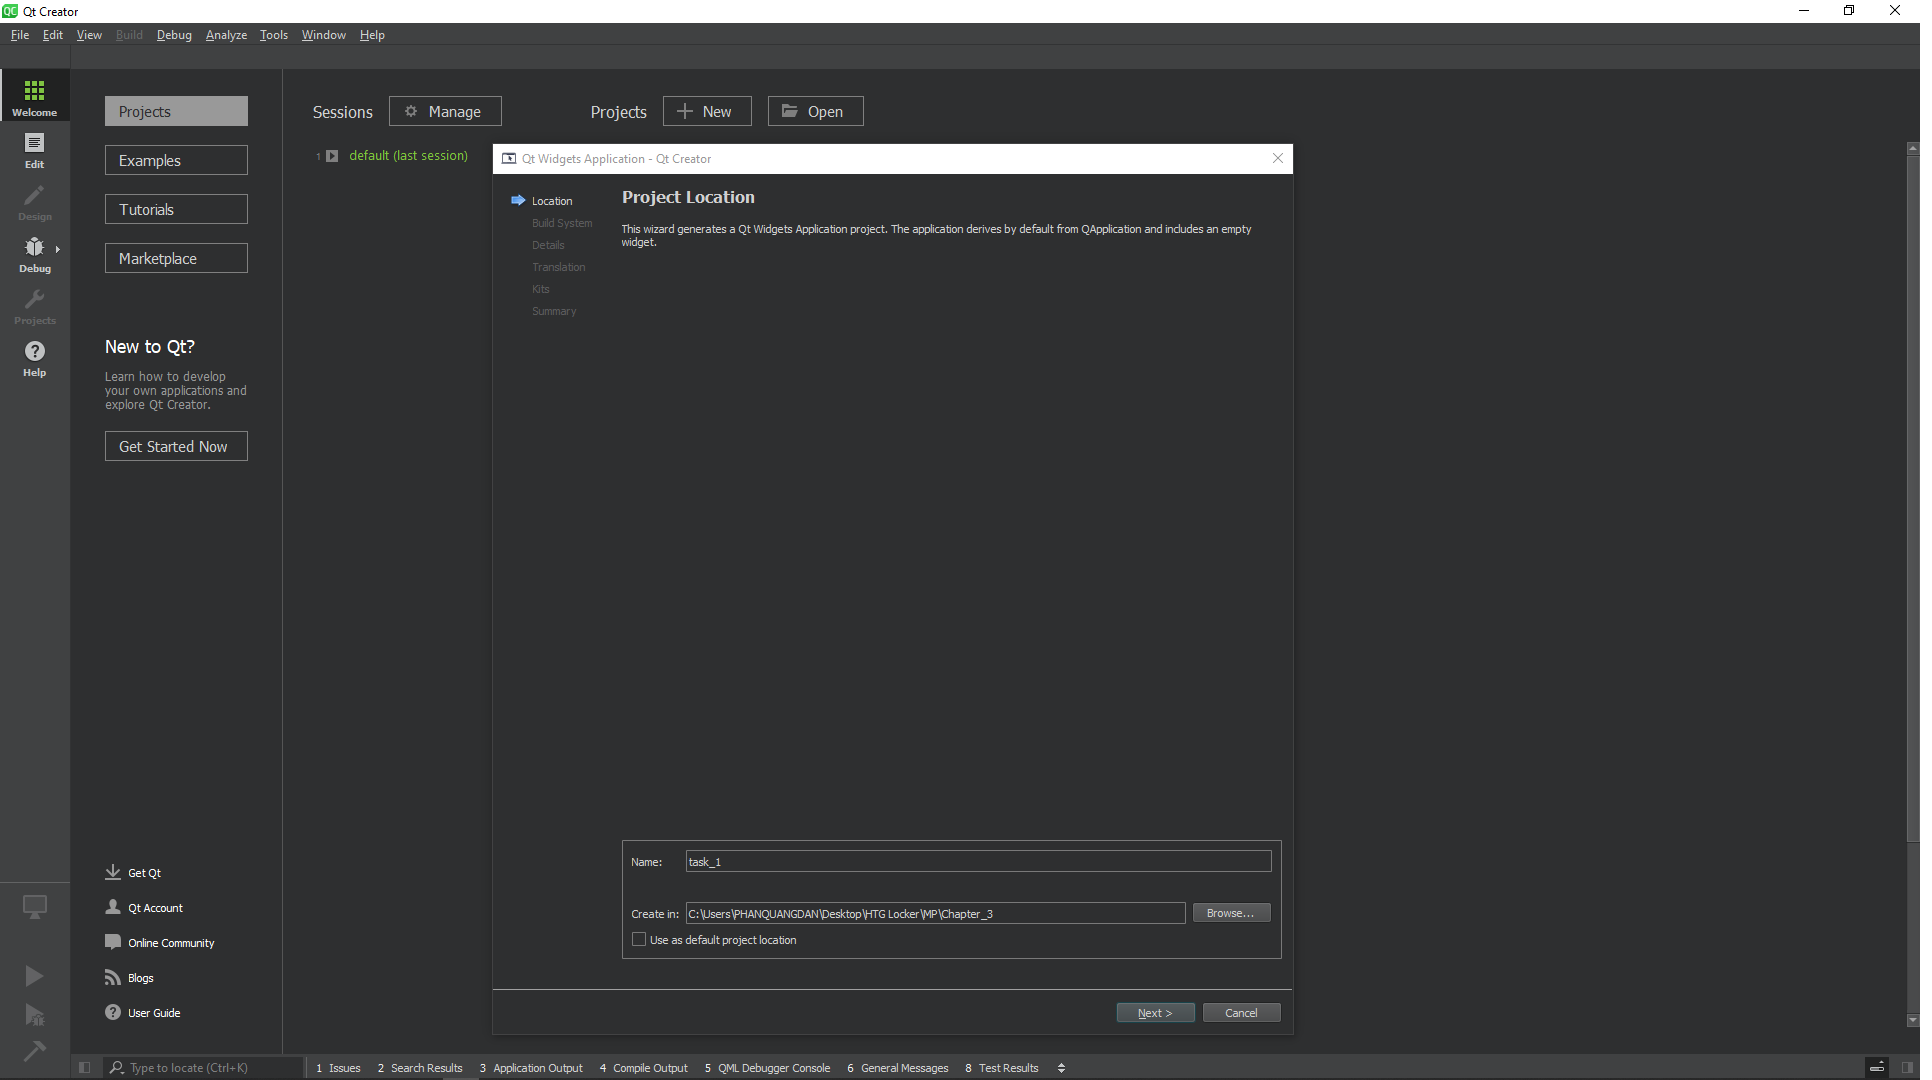 Qt Creator
File Edit View Build Debug Analyze Tools Window Help
Welcome
Edit
Design
Debug
Projects
Help
Projects
Examples
Tutorials
Marketplace
New to Qt?
Learn how to develop
your own applications and
explore Qt Creator.
Get Started Now
Get Qt
Qt Account
Online Community
Blogs
User Guide
Sessions Manage Projects New Open
1 default (last session)
Qt Widgets Application - Qt Creator
Location
Build System
Details
Translation
Kits
Summary
Project Location
This wizard generates a Qt Widgets Application project. The application derives by default from QApplication and includes an empty
widget.
Name: task_1
Create in: C:\Users\PHANQUANGDAN\Desktop\HTG Locker\MP\Chapter_3 Browse...
Use as default project location
Next > Cancel
Type to locate (Ctrl+K) 1 Issues 2 Search Results 3 Application Output 4 Compile Output 5 QML Debugger Console 6 General Messages 8 Test Results